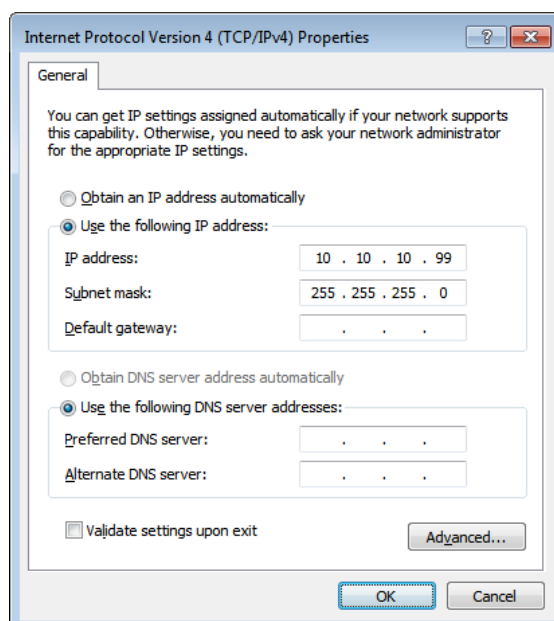 Internet Protocol Version 4 (TCP/IPv4) Properties
General
You can get IP settings assigned automatically if your network supports
this capability. Otherwise, you need to ask your network administrator
for the appropriate IP settings.
Obtain an IP address automatically
Use the following IP address:
IP address: 10 . 10 . 10 . 99
Subnet mask: 255 . 255 . 255 . 0
Default gateway: . . .
Obtain DNS server address automatically
Use the following DNS server addresses:
Preferred DNS server: . . .
Alternate DNS server: . . .
Validate settings upon exit
Advanced...
OK Cancel